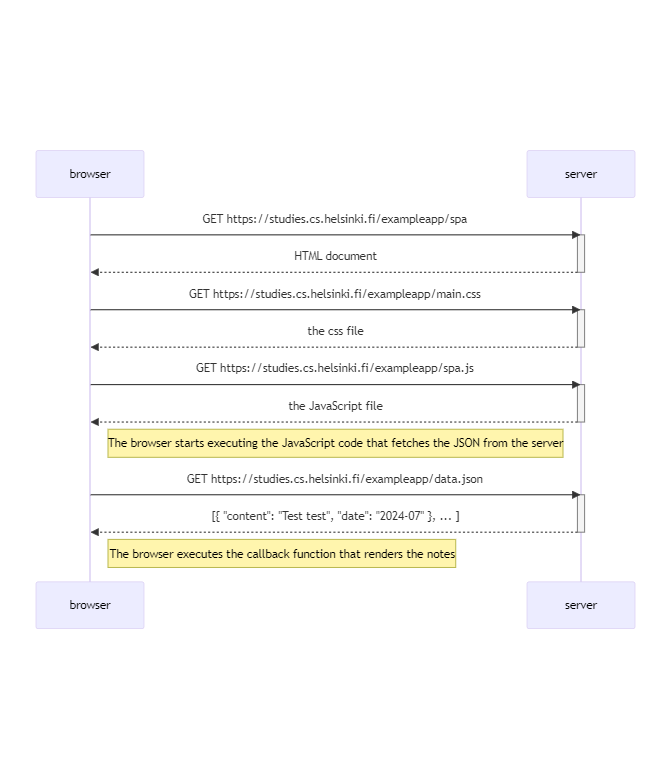 browser
server
GET https://studies.cs.helsinki.fi/exampleapp/spa
HTML document
GET https://studies.cs.helsinki.fi/exampleapp/main.css
the css file
GET https://studies.cs.helsinki.fi/exampleapp/spa.js
the JavaScript file
The browser starts executing the JavaScript code that fetches the JSON from the server
GET https://studies.cs.helsinki.fi/exampleapp/data.json
[{ "content": "Test test", "date": "2024-07" }, ... ]
The browser executes the callback function that renders the notes
browser
server